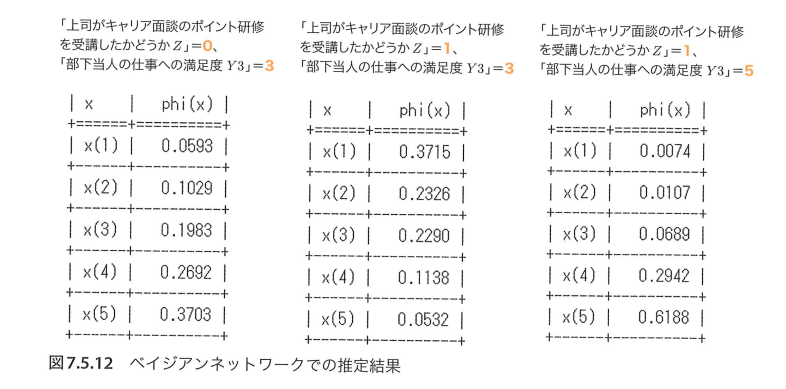 「上司がキャリア面談のポイント研修
を受講したかどうか Z」=0、
「部下当人の仕事への満足度 Y3」=3
| x | phi(x) |
+======+==========+
| x(1) | 0.0593 |
+------+----------+
| x(2) | 0.1029 |
+------+----------+
| x(3) | 0.1983 |
+------+----------+
| x(4) | 0.2692 |
+------+----------+
| x(5) | 0.3703 |
+------+----------+
「上司がキャリア面談のポイント研修
を受講したかどうか Z」=1、
「部下当人の仕事への満足度 Y3」=3
| x | phi(x) |
+======+==========+
| x(1) | 0.3715 |
+------+----------+
| x(2) | 0.2326 |
+------+----------+
| x(3) | 0.2290 |
+------+----------+
| x(4) | 0.1138 |
+------+----------+
| x(5) | 0.0532 |
+------+----------+
「上司がキャリア面談のポイント研修
を受講したかどうか Z」=1、
「部下当人の仕事への満足度 Y3」=5
| x | phi(x) |
+======+==========+
| x(1) | 0.0074 |
+------+----------+
| x(2) | 0.0107 |
+------+----------+
| x(3) | 0.0689 |
+------+----------+
| x(4) | 0.2942 |
+------+----------+
| x(5) | 0.6188 |
+------+----------+
図7.5.12 ベイジアンネットワークでの推定結果